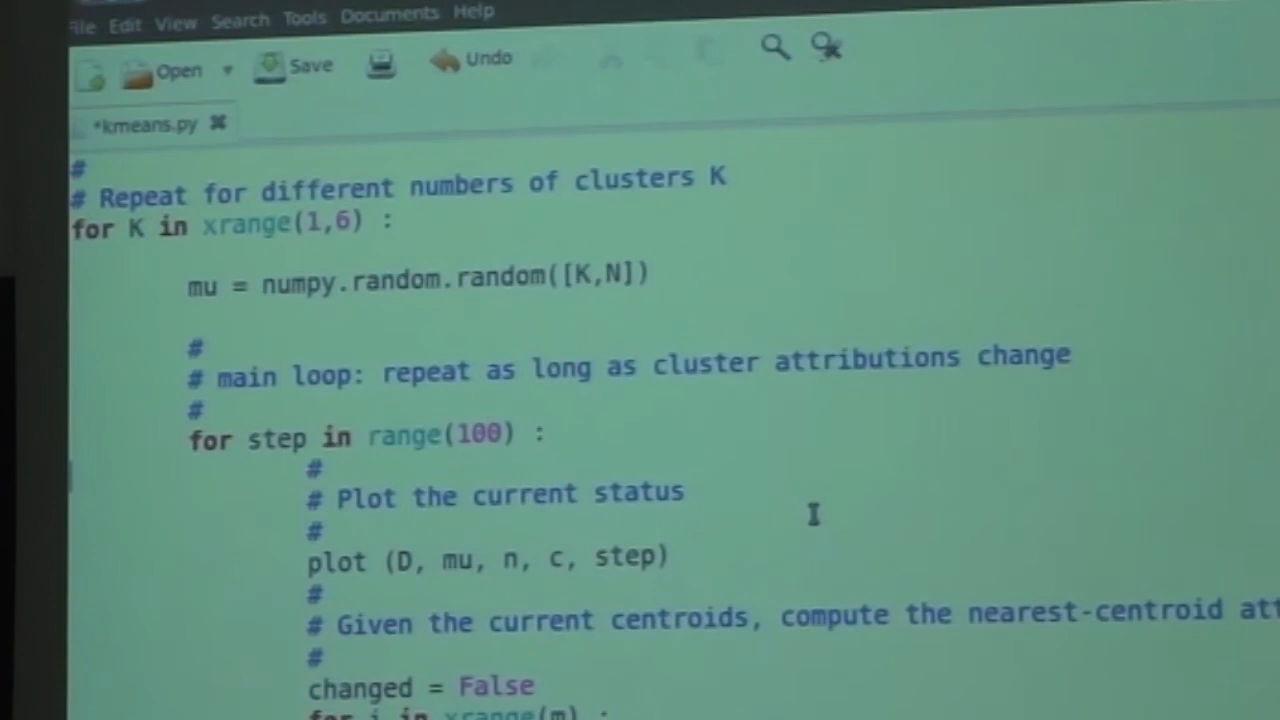 File Edit View Search Tools Documents Help
Open Save Undo
*kmeans.py
#
# Repeat for different numbers of clusters K
for K in xrange(1,6) :
mu = numpy.random.random([K,N])
#
# main loop: repeat as long as cluster attributions change
#
for step in range(100) :
#
# Plot the current status
#
plot (D, mu, n, c, step)
#
# Given the current centroids, compute the nearest-centroid att
#
changed = False
for i in xrange(m) :